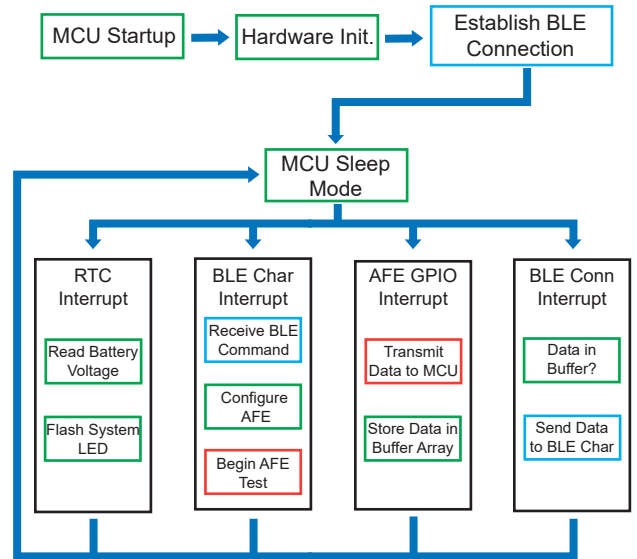 MCU Startup
Hardware Init.
Establish BLE
Connection
MCU Sleep
Mode
RTC
Interrupt
Read Battery
Voltage
Flash System
LED
BLE Char
Interrupt
Receive BLE
Command
Configure
AFE
Begin AFE
Test
AFE GPIO
Interrupt
Transmit
Data to MCU
Store Data in
Buffer Array
BLE Conn
Interrupt
Data in
Buffer?
Send Data
to BLE Char